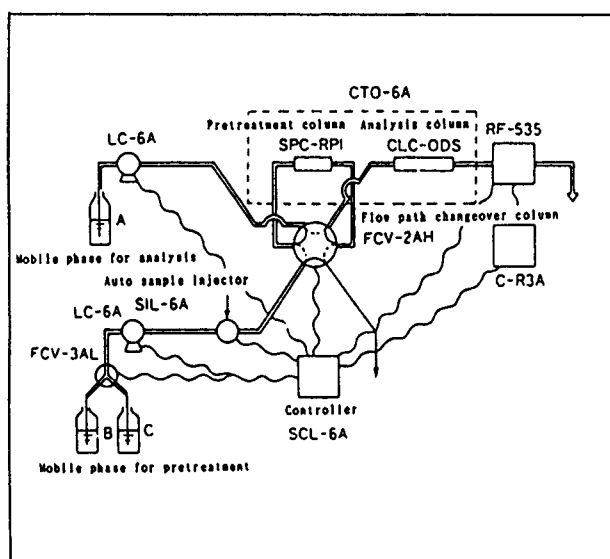 CTO-6A
Pretreatment column Analysis column
LC-6A
SPC-RPI
CLC-ODS
RF-535
A
Mobile phase for analysis
Flow path changeover column
FCV-2AH
Auto sample injector
SIL-6A
C-R3A
LC-6A
FCV-3AL
B
C
Controller
SCL-6A
Mobile phase for pretreatment